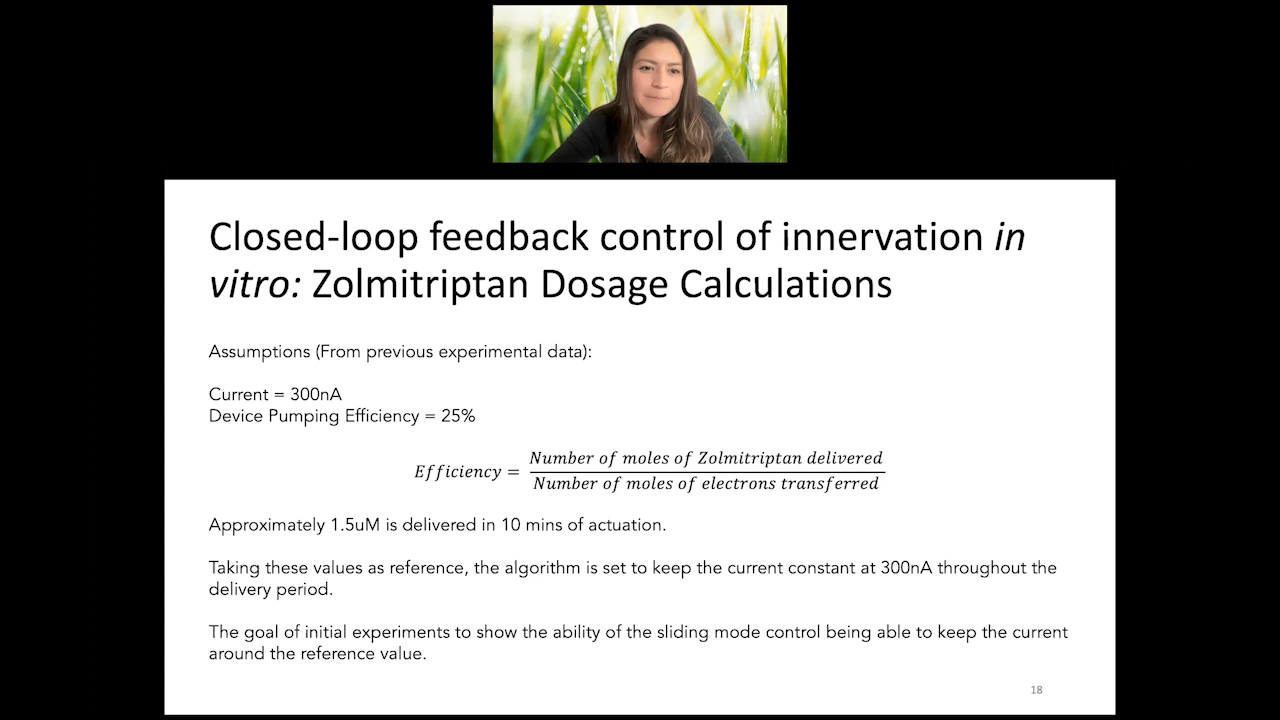 Closed-loop feedback control of innervation in
vitro: Zolmitriptan Dosage Calculations
Assumptions (From previous experimental data):
Current = 300nA
Device Pumping Efficiency = 25%
Efficiency = Number of moles of Zolmitriptan delivered
Number of moles of electrons transferred
Approximately 1.5uM is delivered in 10 mins of actuation.
Taking these values as reference, the algorithm is set to keep the current constant at 300nA throughout the
delivery period.
The goal of initial experiments to show the ability of the sliding mode control being able to keep the current
around the reference value.
18